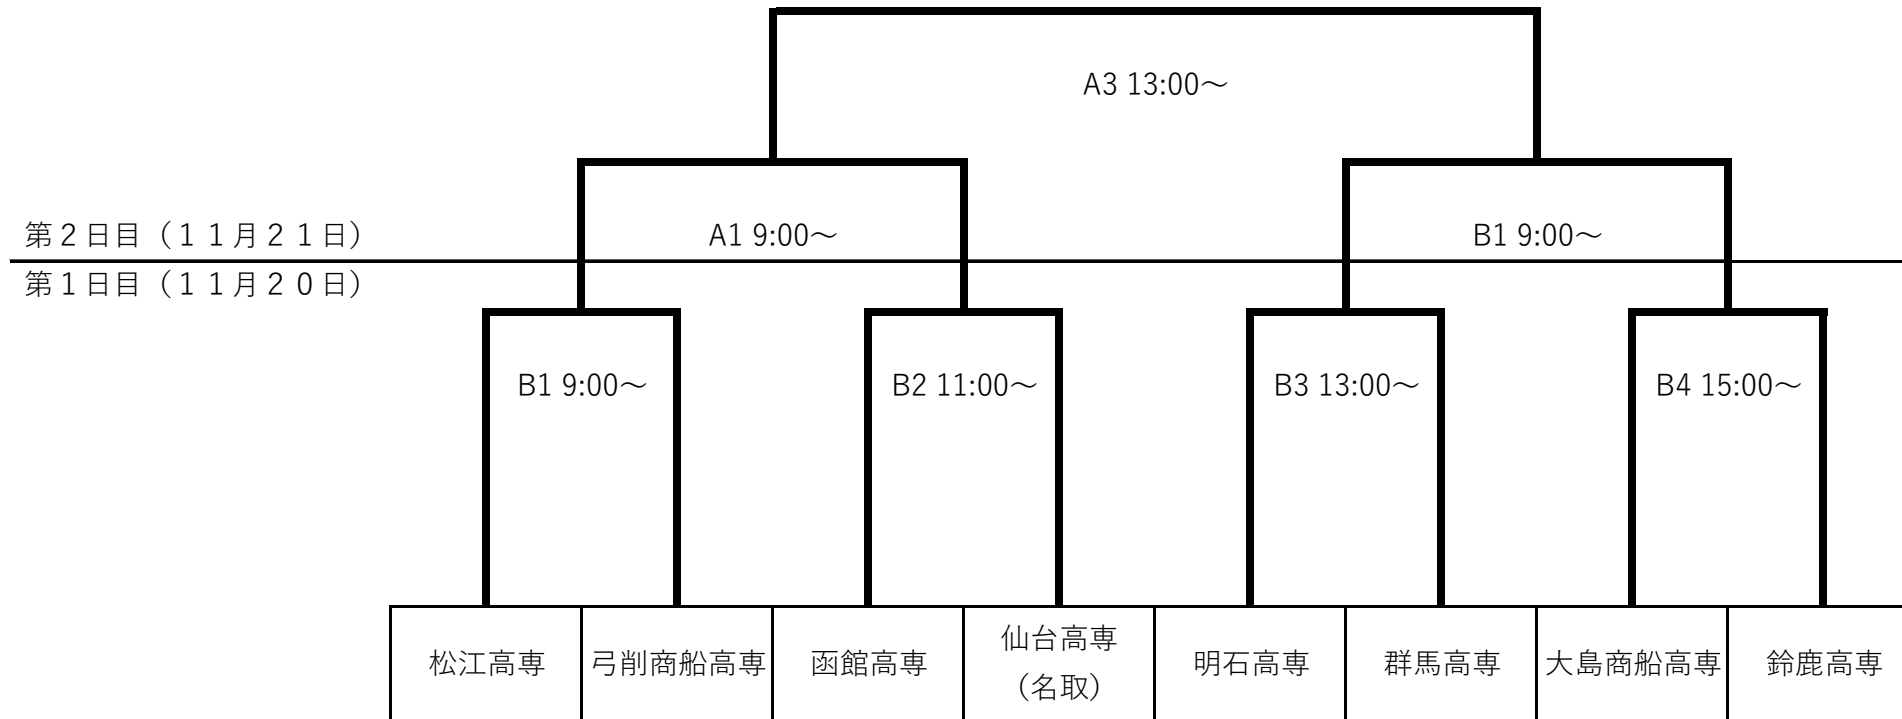 A3 13:00～
第２日目（１１月２１日）
A1 9:00～
B1 9:00～
第１日目（１１月２０日）
B1 9:00～
B2 11:00～
B3 13:00～
B4 15:00～
松江高専
弓削商船高専
函館高専
仙台高専
（名取）
明石高専
群馬高専
大島商船高専
鈴鹿高専